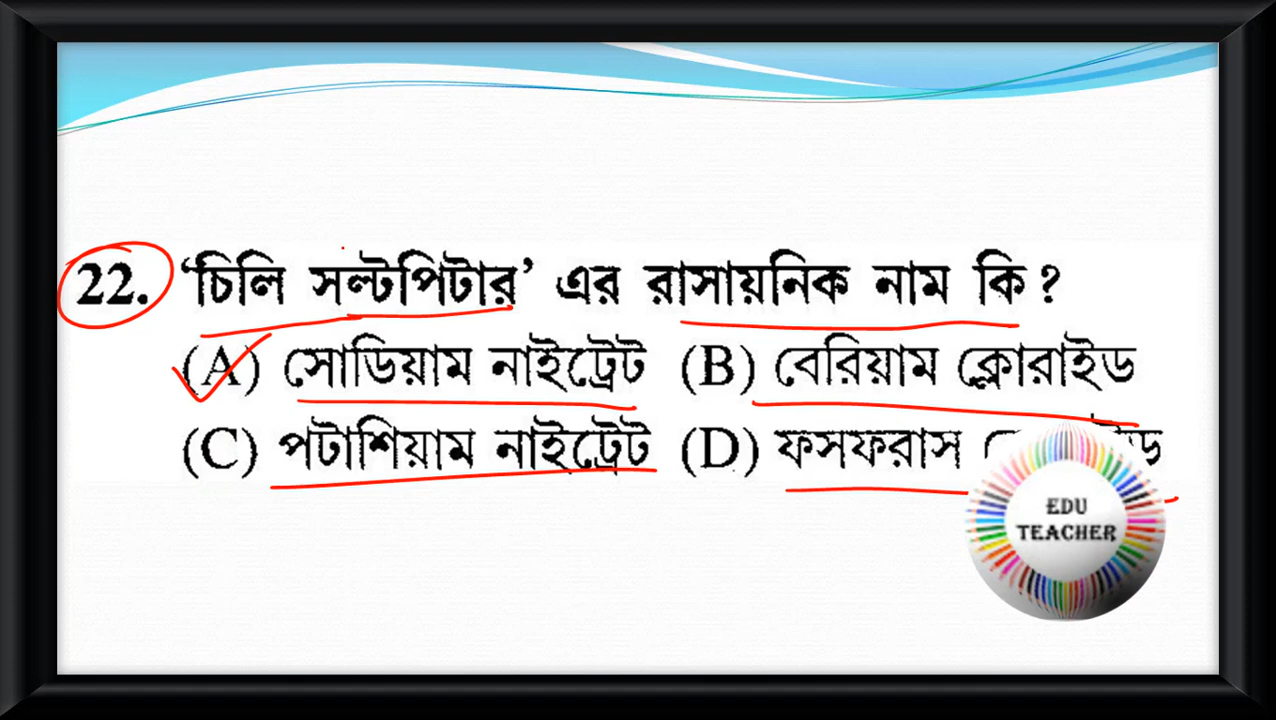 22. ‘চিলি সল্টপিটার’ এর রাসায়নিক নাম কি ?
(A) সোডিয়াম নাইট্রেট (B) বেরিয়াম ক্লোরাইড
(C) পটাশিয়াম নাইট্রেট (D) ফসফরাস
EDU
TEACHER